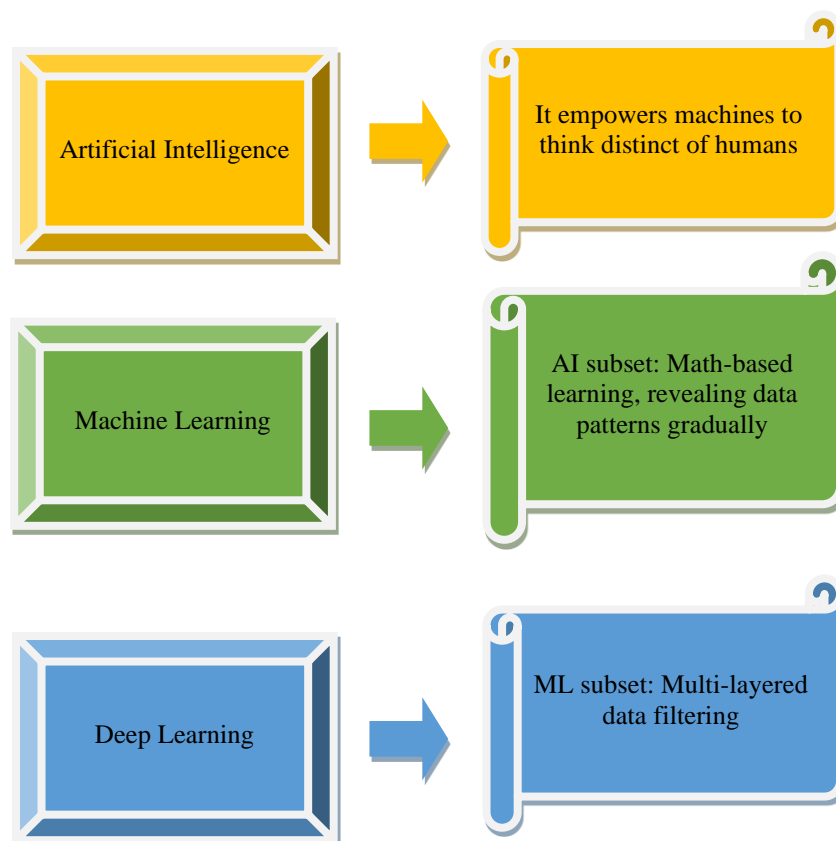 Artificial Intelligence
It empowers machines to
think distinct of humans
Machine Learning
AI subset: Math-based
learning, revealing data
patterns gradually
Deep Learning
ML subset: Multi-layered
data filtering